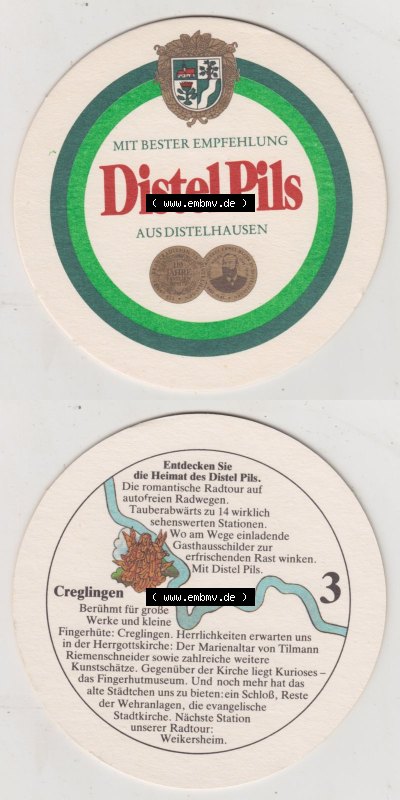 MIT BESTER EMPFEHLUNG
Distel Pils
( www.embmv.de )
AUS DISTELHAUSEN
Entdecken Sie
die Heimat des Distel Pils.
Die romantische Radtour auf
autofreien Radwegen.
Tauberabwärts zu 14 wirklich
sehenswerten Stationen.
Wo am Wege einladende
Gasthausschilder zur
erfrischenden Rast winken.
Mit Distel Pils.
Creglingen
3
( www.embmv.de )
Berühmt für große
Werke und kleine
Fingerhüte: Creglingen. Herrlichkeiten erwarten uns
in der Herrgottskirche: Der Marienaltar von Tilmann
Riemenschneider sowie zahlreiche weitere
Kunstschätze. Gegenüber der Kirche liegt Kurioses –
das Fingerhutmuseum. Und noch mehr hat das
alte Städtchen uns zu bieten: ein Schloß, Reste
der Wehranlagen, die evangelische
Stadtkirche. Nächste Station
unserer Radtour:
Weikersheim.